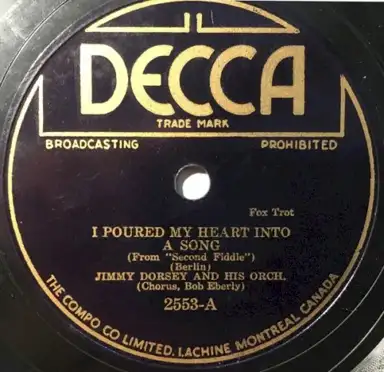 DECCA
TRADE MARK
BROADCASTING PROHIBITED
Fox Trot
I POURED MY HEART INTO
A SONG
(From "Second Fiddle")
(Berlin)
JIMMY DORSEY AND HIS ORCH.
(Chorus, Bob Eberly)
2553-A
THE COMPO CO LIMITED. LACHINE MONTREAL CANADA